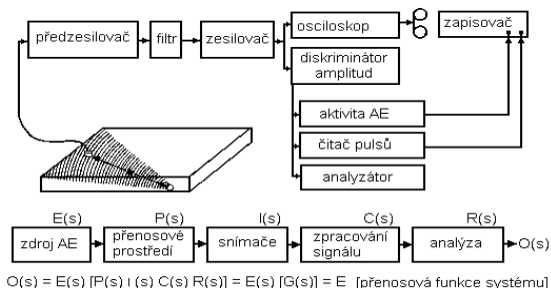 předzesilovač
filtr
zesilovač
osciloskop
zapisovač
diskriminátor
amplitud
aktivita AE
čítač pulsů
analyzátor
E(s)
P(s)
I(s)
C(s)
R(s)
zdroj AE
přenosové
prostředí
snímače
zpracování
signálu
analýza
O(s)
O(s) = E(s) [P(s) I (s) C(s) R(s)] = E(s) [G(s)] = E [přenosová funkce systému]